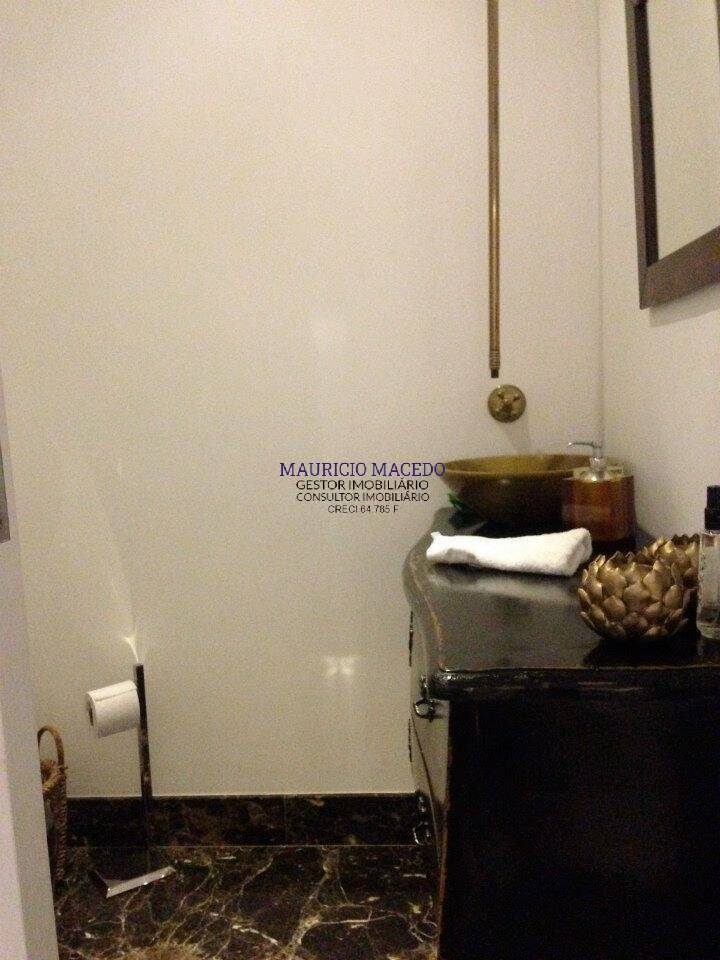 MAURICIO MACEDO
GESTOR IMOBILIÁRIO
CONSULTOR IMOBILIÁRIO
CRECI 64.785 F